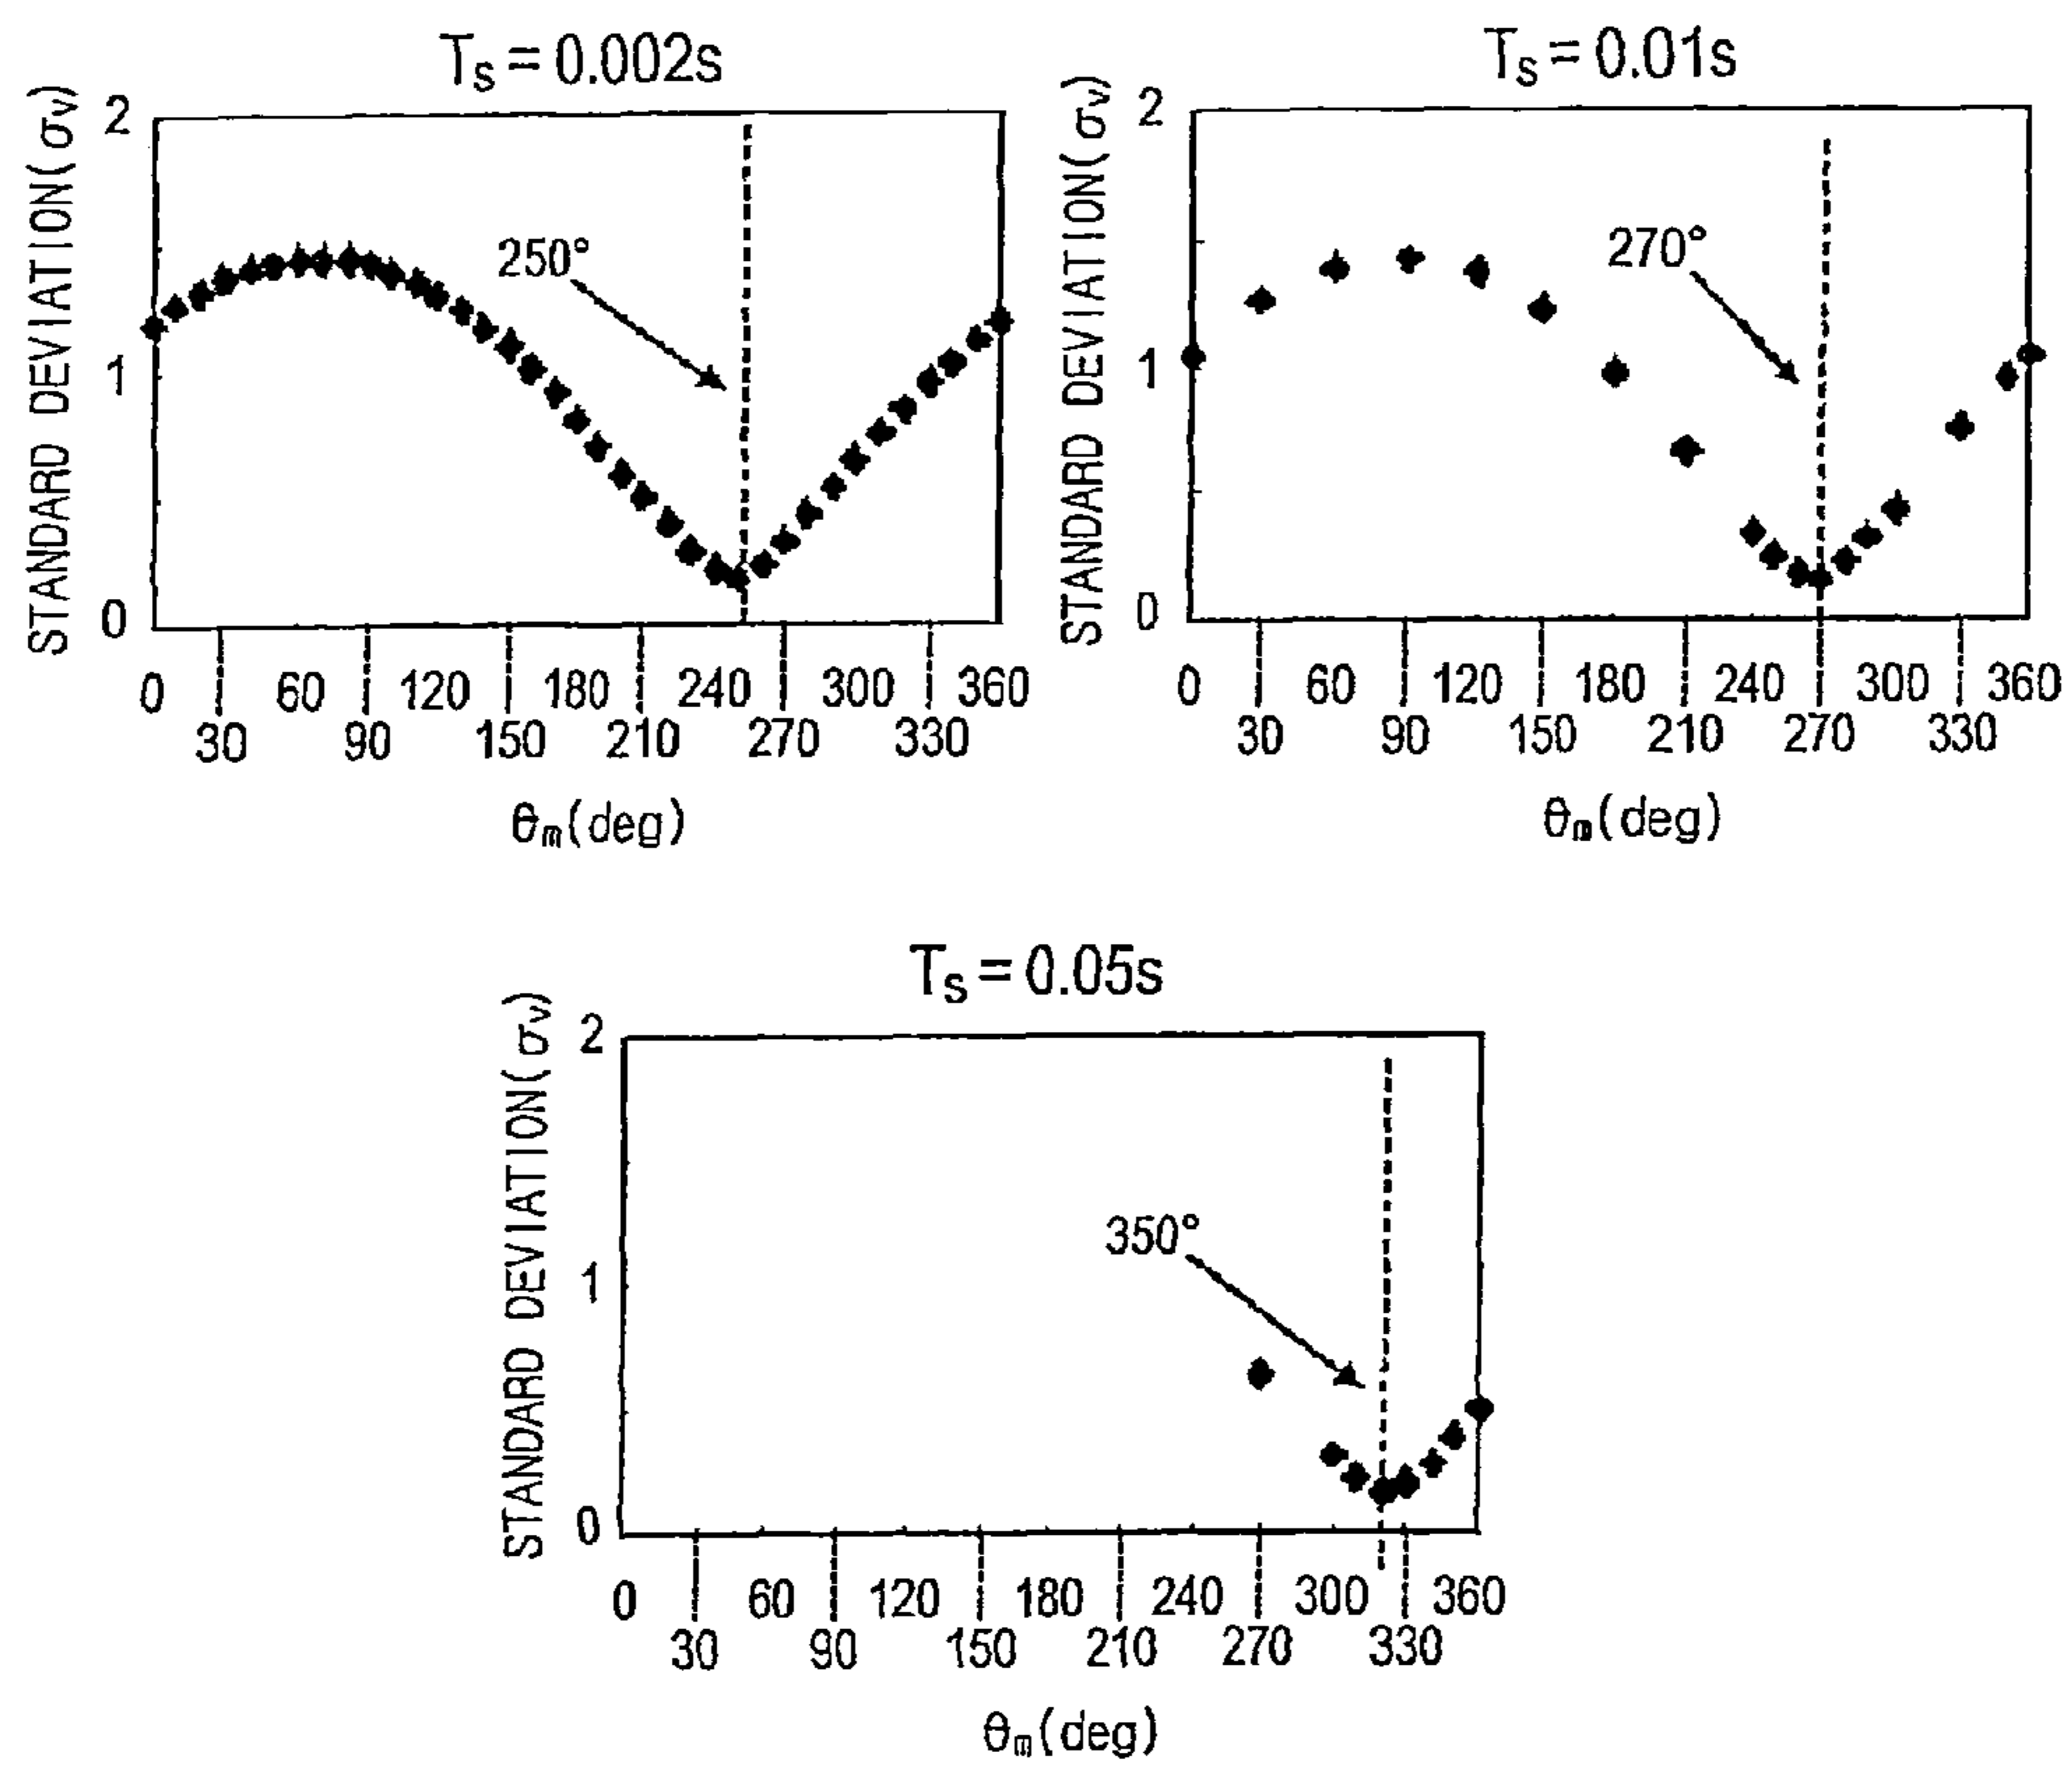 Ts = 0.002s
STANDARD DEVIATION(σv)
2
1
0
250°
0 60 120 180 240 300 360
30 90 150 210 270 330
θm(deg)
Ts = 0.01s
STANDARD DEVIATION(σv)
2
1
0
270°
0 60 120 180 240 300 360
30 90 150 210 270 330
θm(deg)
Ts = 0.05s
STANDARD DEVIATION(σv)
2
1
0
350°
0 60 120 180 240 300 360
30 90 150 210 270 330
θm(deg)